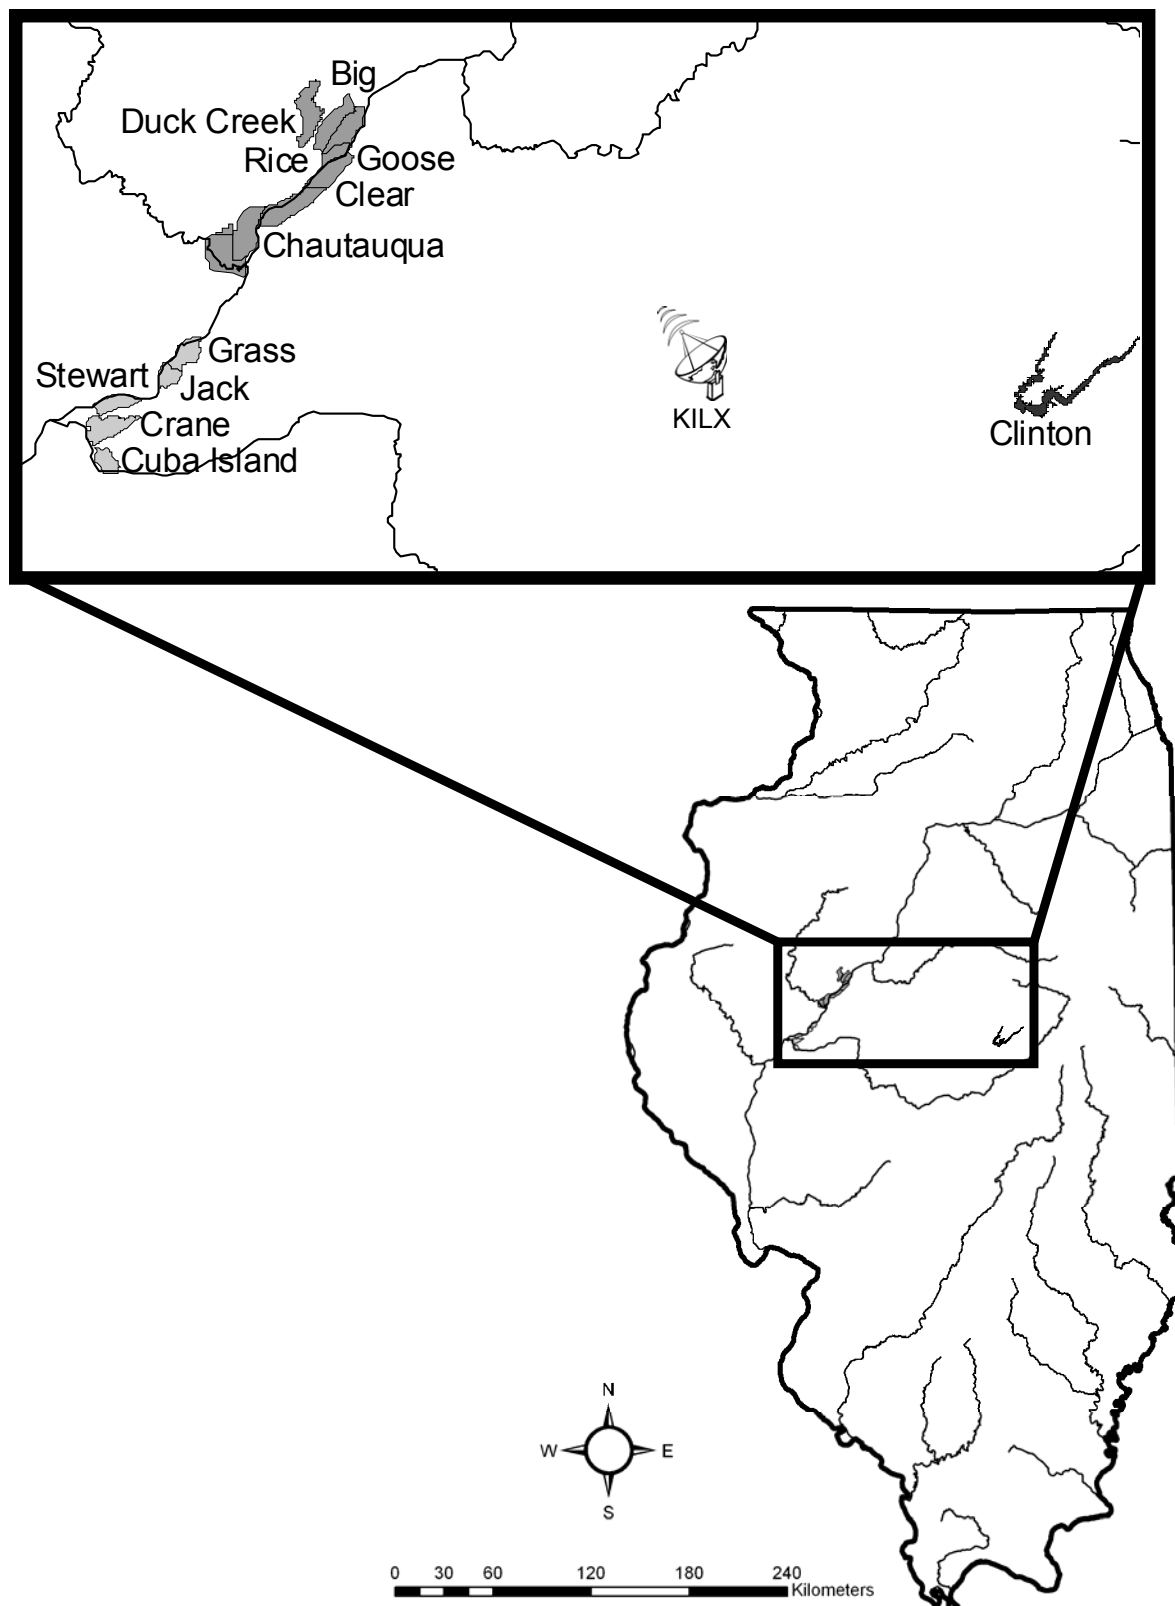 Big
Duck Creek
Rice
Goose
Clear
Chautauqua
Grass
Stewart
Jack
Crane
Cuba Island
KILX
Clinton
N
W
E
S
0 30 60 120 180 240
Kilometers